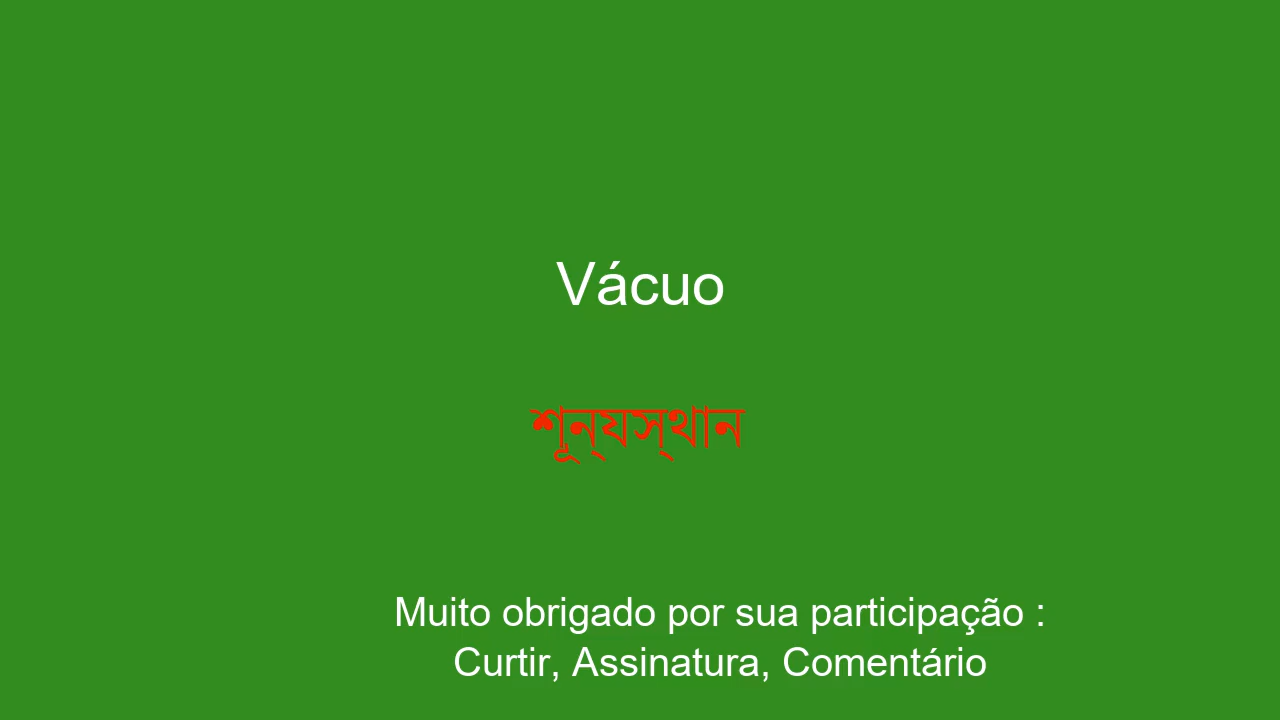 Vácuo
শূন্যস্থান
Muito obrigado por sua participação :
Curtir, Assinatura, Comentário